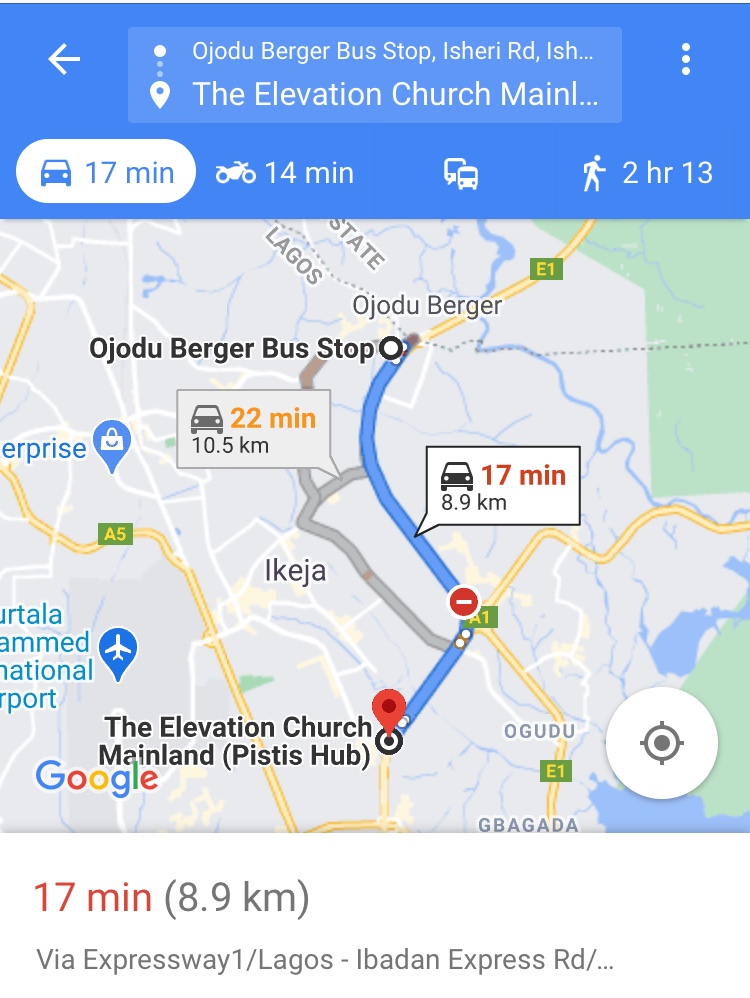 Ojodu Berger Bus Stop, Isheri Rd, Ish...
The Elevation Church Mainl...
17 min
14 min
2 hr 13
LAGOS
STATE
E1
Ojodu Berger
Ojodu Berger Bus Stop
22 min
10.5 km
erprise
17 min
8.9 km
A5
Ikeja
A1
urtala
ammed
national
rport
The Elevation Church
Mainland (Pistis Hub)
OGUDU
Google
E1
GBAGADA
17 min (8.9 km)
Via Expressway1/Lagos - Ibadan Express Rd/...